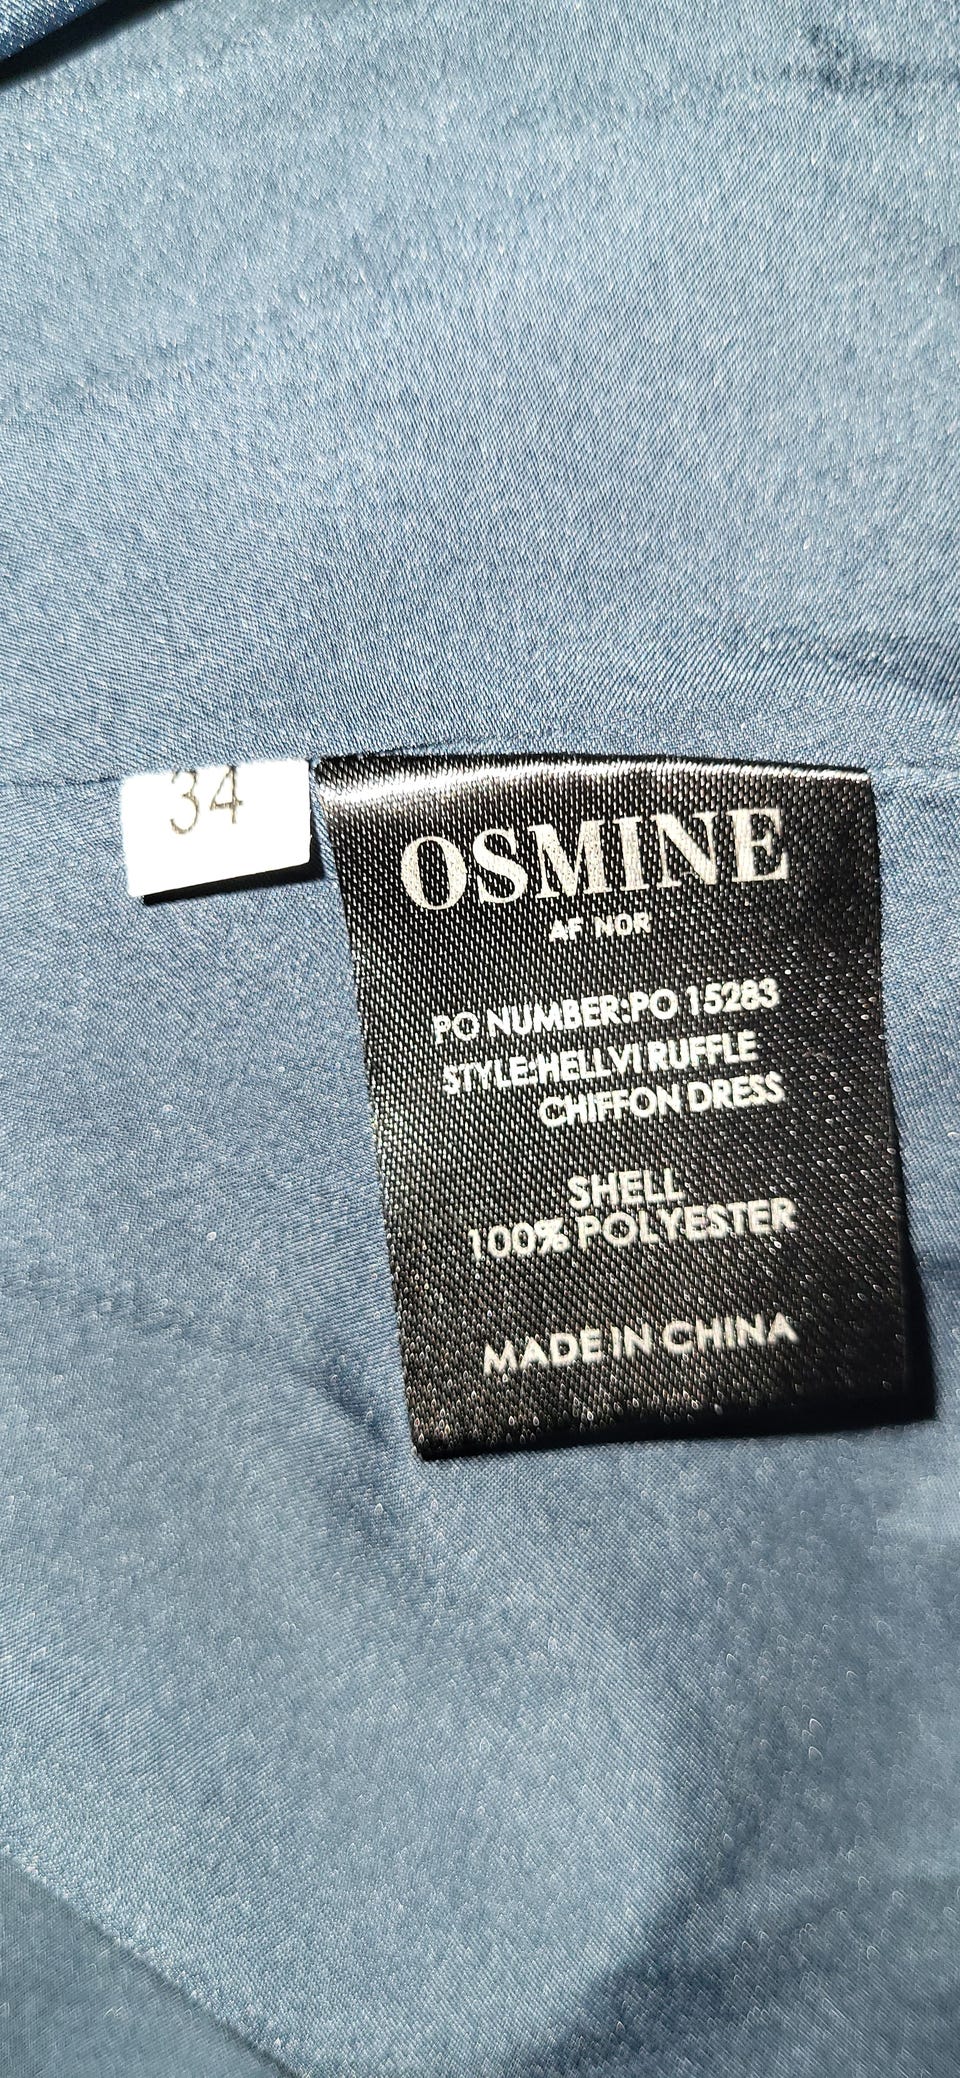 34
OSMINE
AF NOR
PO NUMBER:PO 15283
STYLE:HELLVI RUFFLE
CHIFFON DRESS
SHELL
100% POLYESTER
MADE IN CHINA